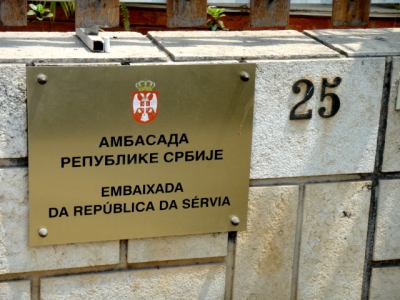 АМБАСАДА
РЕПУБЛИКЕ СРБИЈЕ
EMBAIXADA
DA REPÚBLICA DA SÉRVIA
25